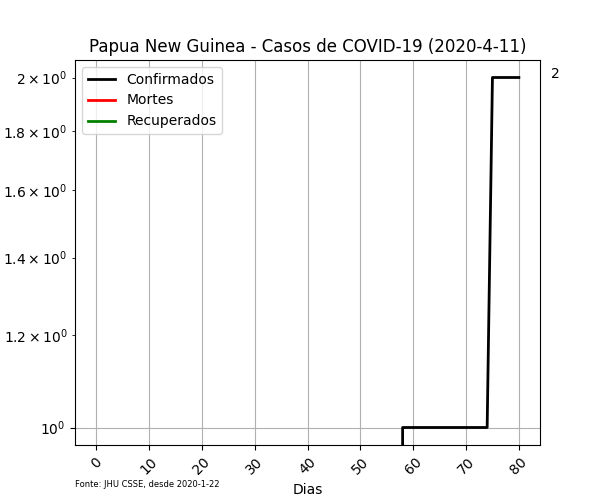 Papua New Guinea - Casos de COVID-19 (2020-4-11)
Confirmados
Mortes
Recuperados
2
2 × 10⁰
1.8 × 10⁰
1.6 × 10⁰
1.4 × 10⁰
1.2 × 10⁰
10⁰
0 10 20 30 40 50 60 70 80
Dias
Fonte: JHU CSSE, desde 2020-1-22